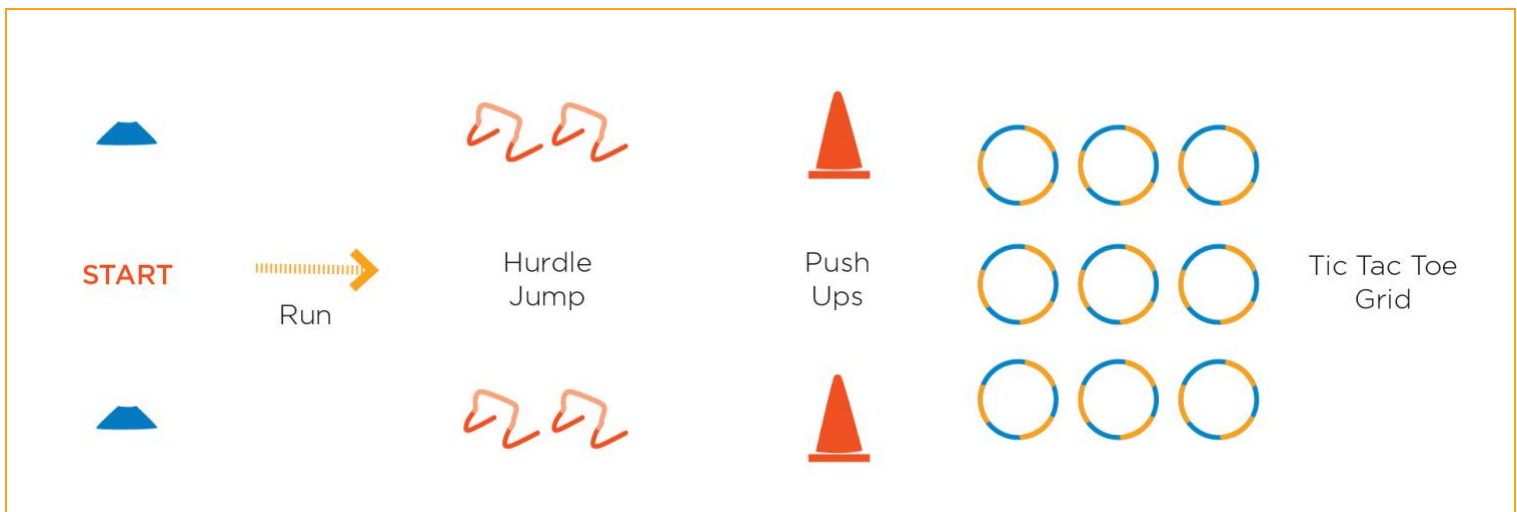 START
Run
Hurdle
Jump
Push
Ups
Tic Tac Toe
Grid